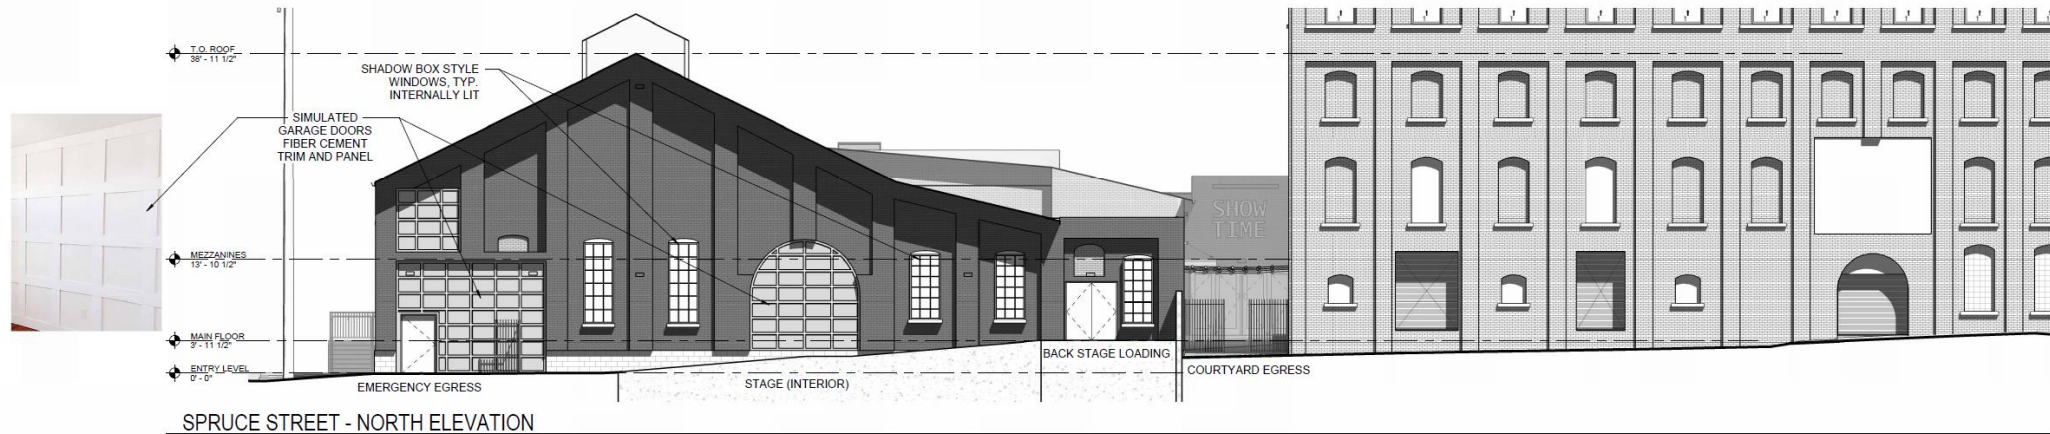 T.O. ROOF
38' - 11 1/2"
SHADOW BOX STYLE
WINDOWS, TYP.
INTERNALLY LIT
SIMULATED
GARAGE DOORS
FIBER CEMENT
TRIM AND PANEL
SHOW
TIME
MEZZANINES
13' - 10 1/2"
MAIN FLOOR
3' - 11 1/2"
ENTRY LEVEL
0' - 0"
BACK STAGE LOADING
COURTYARD EGRESS
EMERGENCY EGRESS
STAGE (INTERIOR)
SPRUCE STREET - NORTH ELEVATION